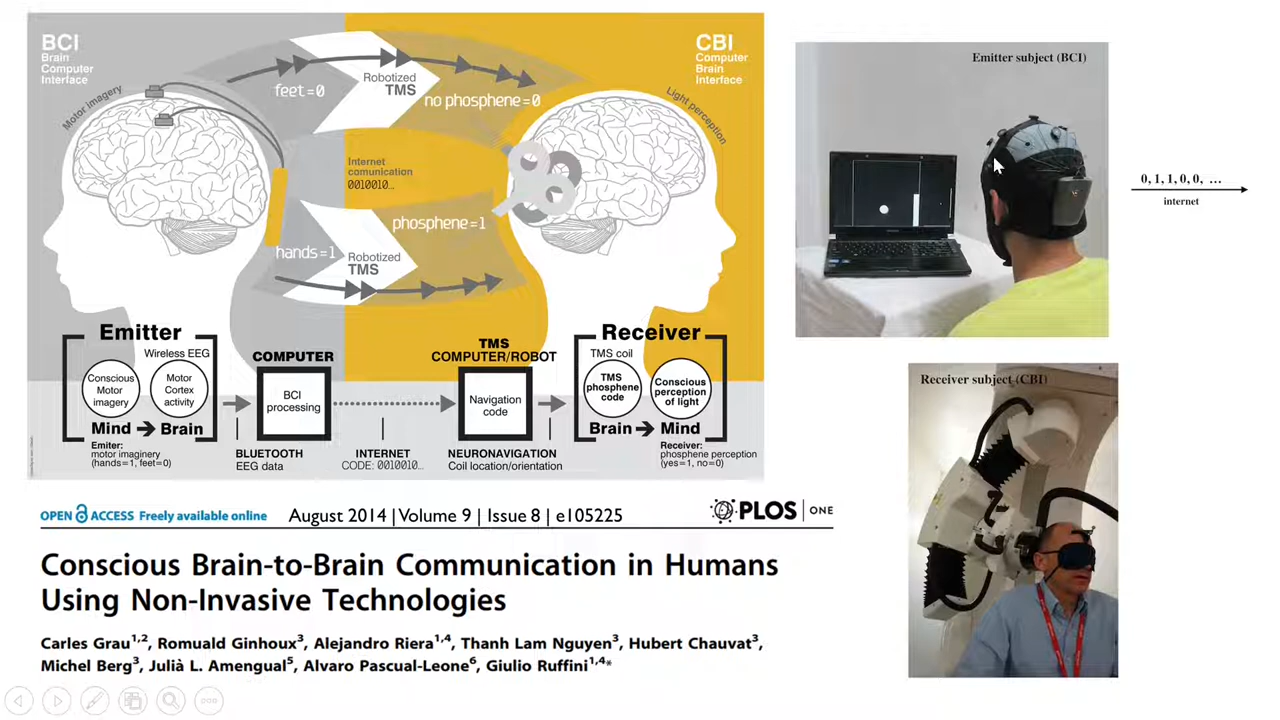 BCI
Brain
Computer
Interface
CBI
Computer
Brain
Interface
Motor imagery
Light perception
feet=0
Robotized
TMS
no phosphene=0
Internet
comunication
0010010...
phosphene=1
hands=1
Robotized
TMS
Emitter
Wireless EEG
Conscious
Motor
imagery
Motor
Cortex
activity
Mind
Brain
Emiter:
motor imaginery
(hands=1, feet=0)
COMPUTER
BCI
processing
BLUETOOTH
EEG data
INTERNET
CODE: 0010010...
TMS
COMPUTER/ROBOT
Navigation
code
NEURONAVIGATION
Coil location/orientation
Receiver
TMS coil
TMS
phosphene
code
Conscious
perception
of light
Brain
Mind
Receiver:
phosphene perception
(yes=1, no=0)
Emitter subject (BCI)
0, 1, 1, 0, 0, ...
internet
Receiver subject (CBI)
OPEN ACCESS Freely available online
August 2014 | Volume 9 | Issue 8 | e105225
PLOS | ONE
Conscious Brain-to-Brain Communication in Humans
Using Non-Invasive Technologies
Carles Grau1,2, Romuald Ginhoux3, Alejandro Riera1,4, Thanh Lam Nguyen3, Hubert Chauvat3,
Michel Berg3, Julià L. Amengual5, Alvaro Pascual-Leone6, Giulio Ruffini1,4*